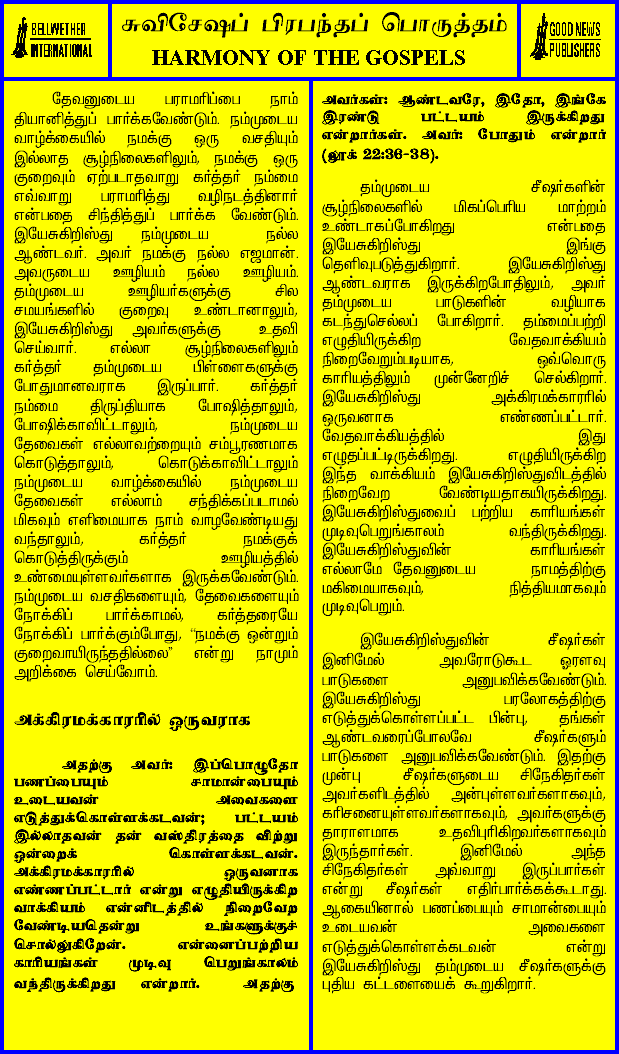 BELLWETHER
INTERNATIONAL
சுவிசேஷப் பிரபந்தப் பொருத்தம்
HARMONY OF THE GOSPELS
GOOD NEWS
PUBLISHERS
தேவனுடைய பராமரிப்பை நாம்
தியானித்துப் பார்க்கவேண்டும். நம்முடைய
வாழ்க்கையில் நமக்கு ஒரு வசதியும்
இல்லாத சூழ்நிலைகளிலும், நமக்கு ஒரு
குறைவும் ஏற்படாதவாறு கர்த்தர் நம்மை
எவ்வாறு பராமரித்து வழிநடத்தினார்
என்பதை சிந்தித்துப் பார்க்க வேண்டும்.
இயேசுகிறிஸ்து நம்முடைய நல்ல
ஆண்டவர். அவர் நமக்கு நல்ல எஜமான்.
அவருடைய ஊழியம் நல்ல ஊழியம்.
தம்முடைய ஊழியர்களுக்கு சில
சமயங்களில் குறைவு உண்டானாலும்,
இயேசுகிறிஸ்து அவர்களுக்கு உதவி
செய்வார். எல்லா சூழ்நிலைகளிலும்
கர்த்தர் தம்முடைய பிள்ளைகளுக்கு
போதுமானவராக இருப்பார். கர்த்தர்
நம்மை திருப்தியாக போஷித்தாலும்,
போஷிக்காவிட்டாலும், நம்முடைய
தேவைகள் எல்லாவற்றையும் சம்பூரணமாக
கொடுத்தாலும், கொடுக்காவிட்டாலும்
நம்முடைய வாழ்க்கையில் நம்முடைய
தேவைகள் எல்லாம் சந்திக்கப்படாமல்
மிகவும் எளிமையாக நாம் வாழவேண்டியது
வந்தாலும், கர்த்தர் நமக்குக்
கொடுத்திருக்கும் ஊழியத்தில்
உண்மையுள்ளவர்களாக இருக்கவேண்டும்.
நம்முடைய வசதிகளையும், தேவைகளையும்
நோக்கிப் பார்க்காமல், கர்த்தரையே
நோக்கிப் பார்க்கும்போது, “நமக்கு ஒன்றும்
குறைவாயிருந்ததில்லை” என்று நாமும்
அறிக்கை செய்வோம்.
அக்கிரமக்காரரில் ஒருவராக
அதற்கு அவர்: இப்பொழுதோ
பணப்பையும் சாமான்பையும்
உடையவன் அவைகளை
எடுத்துக்கொள்ளக்கடவன்; பட்டயம்
இல்லாதவன் தன் வஸ்திரத்தை விற்று
ஒன்றைக் கொள்ளக்கடவன்.
அக்கிரமக்காரரில் ஒருவனாக
எண்ணப்பட்டார் என்று எழுதியிருக்கிற
வாக்கியம் என்னிடத்தில் நிறைவேற
வேண்டியதென்று உங்களுக்குச்
சொல்லுகிறேன். என்னைப்பற்றிய
காரியங்கள் முடிவு பெறுங்காலம்
வந்திருக்கிறது என்றார். அதற்கு
அவர்கள்: ஆண்டவரே, இதோ, இங்கே
இரண்டு பட்டயம் இருக்கிறது
என்றார்கள். அவர்: போதும் என்றார்
(லூக் 22:36-38).
தம்முடைய சீஷர்களின்
சூழ்நிலைகளில் மிகப்பெரிய மாற்றம்
உண்டாகப்போகிறது என்பதை
இயேசுகிறிஸ்து இங்கு
தெளிவுபடுத்துகிறார். இயேசுகிறிஸ்து
ஆண்டவராக இருக்கிறபோதிலும், அவர்
தம்முடைய பாடுகளின் வழியாக
கடந்துசெல்லப் போகிறார். தம்மைப்பற்றி
எழுதியிருக்கிற வேதவாக்கியம்
நிறைவேறும்படியாக, ஒவ்வொரு
காரியத்திலும் முன்னேறிச் செல்கிறார்.
இயேசுகிறிஸ்து அக்கிரமக்காரரில்
ஒருவனாக எண்ணப்பட்டார்.
வேதவாக்கியத்தில் இது
எழுதப்பட்டிருக்கிறது. எழுதியிருக்கிற
இந்த வாக்கியம் இயேசுகிறிஸ்துவிடத்தில்
நிறைவேற வேண்டியதாகயிருக்கிறது.
இயேசுகிறிஸ்துவைப் பற்றிய காரியங்கள்
முடிவுபெறுங்காலம் வந்திருக்கிறது.
இயேசுகிறிஸ்துவின் காரியங்கள்
எல்லாமே தேவனுடைய நாமத்திற்கு
மகிமையாகவும், நித்தியமாகவும்
முடிவுபெறும்.
இயேசுகிறிஸ்துவின் சீஷர்கள்
இனிமேல் அவரோடுகூட ஓரளவு
பாடுகளை அனுபவிக்கவேண்டும்.
இயேசுகிறிஸ்து பரலோகத்திற்கு
எடுத்துக்கொள்ளப்பட்ட பின்பு, தங்கள்
ஆண்டவரைப்போலவே சீஷர்களும்
பாடுகளை அனுபவிக்கவேண்டும். இதற்கு
முன்பு சீஷர்களுடைய சிநேகிதர்கள்
அவர்களிடத்தில் அன்புள்ளவர்களாகவும்,
கரிசனையுள்ளவர்களாகவும், அவர்களுக்கு
தாராளமாக உதவிபுரிகிறவர்களாகவும்
இருந்தார்கள். இனிமேல் அந்த
சிநேகிதர்கள் அவ்வாறு இருப்பார்கள்
என்று சீஷர்கள் எதிர்பார்க்கக்கூடாது.
ஆகையினால் பணப்பையும் சாமான்பையும்
உடையவன் அவைகளை
எடுத்துக்கொள்ளக்கடவன் என்று
இயேசுகிறிஸ்து தம்முடைய சீஷர்களுக்கு
புதிய கட்டளையைக் கூறுகிறார்.